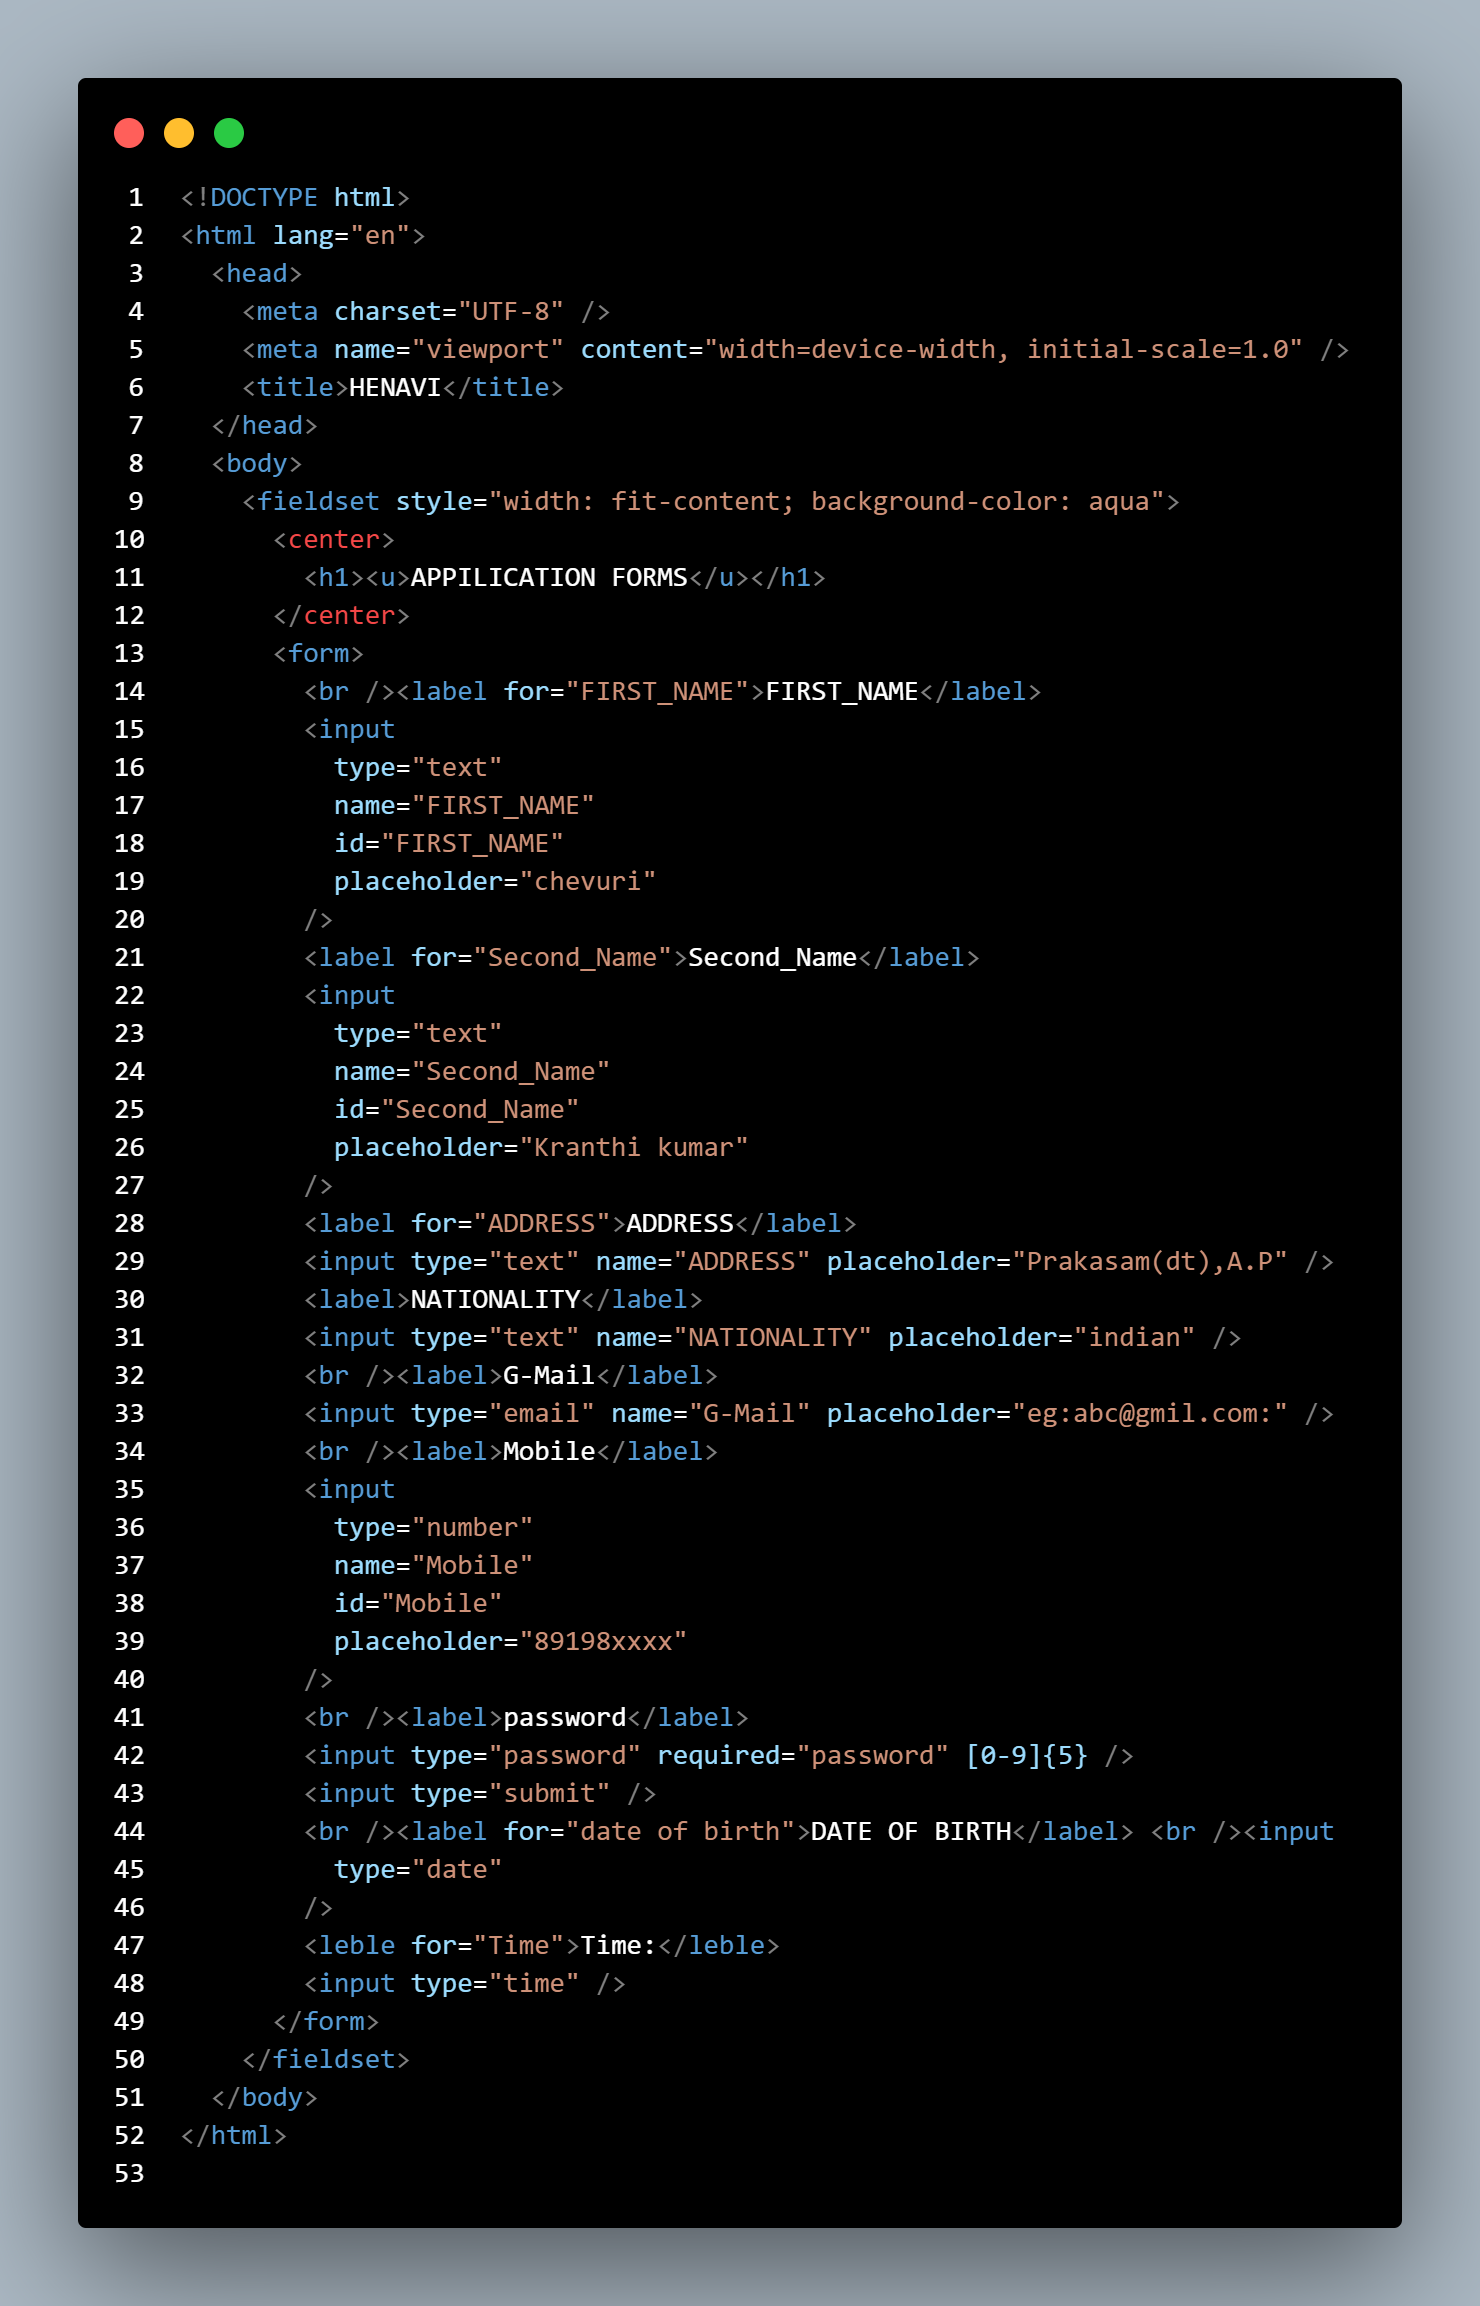 1 <!DOCTYPE html>
2 <html lang="en">
3   <head>
4     <meta charset="UTF-8" />
5     <meta name="viewport" content="width=device-width, initial-scale=1.0" />
6     <title>HENAVI</title>
7   </head>
8   <body>
9     <fieldset style="width: fit-content; background-color: aqua">
10       <center>
11         <h1><u>APPILICATION FORMS</u></h1>
12       </center>
13       <form>
14         <br /><label for="FIRST_NAME">FIRST_NAME</label>
15         <input
16           type="text"
17           name="FIRST_NAME"
18           id="FIRST_NAME"
19           placeholder="chevuri"
20         />
21         <label for="Second_Name">Second_Name</label>
22         <input
23           type="text"
24           name="Second_Name"
25           id="Second_Name"
26           placeholder="Kranthi kumar"
27         />
28         <label for="ADDRESS">ADDRESS</label>
29         <input type="text" name="ADDRESS" placeholder="Prakasam(dt),A.P" />
30         <label>NATIONALITY</label>
31         <input type="text" name="NATIONALITY" placeholder="indian" />
32         <br /><label>G-Mail</label>
33         <input type="email" name="G-Mail" placeholder="eg:abc@gmil.com:" />
34         <br /><label>Mobile</label>
35         <input
36           type="number"
37           name="Mobile"
38           id="Mobile"
39           placeholder="89198xxxx"
40         />
41         <br /><label>password</label>
42         <input type="password" required="password" [0-9]{5} />
43         <input type="submit" />
44         <br /><label for="date of birth">DATE OF BIRTH</label> <br /><input
45           type="date"
46         />
47         <leble for="Time">Time:</leble>
48         <input type="time" />
49       </form>
50     </fieldset>
51   </body>
52 </html>
53